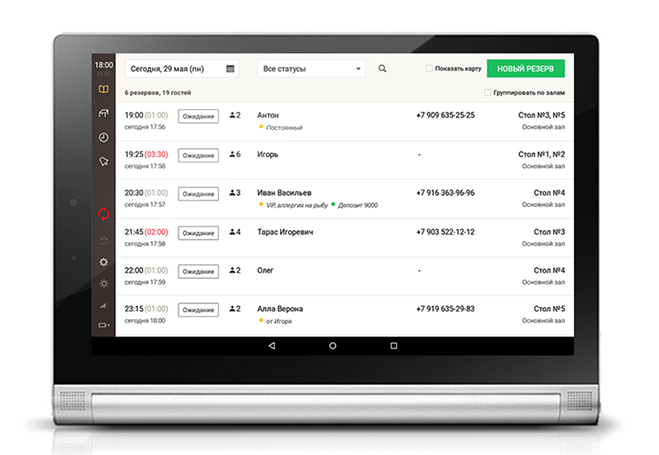 18:00
29.05
Сегодня, 29 мая (пн)
Все статусы
Показать карту
НОВЫЙ РЕЗЕРВ
6 резервов, 19 гостей
Группировать по залам
19:00 (01:00) Ожидание 2 Антон +7 909 635-25-25 Стол №3, №5
сегодня 17:56 Постоянный Основной зал
19:25 (03:30) Ожидание 6 Игорь - Стол №1, №2
сегодня 17:58 Основной зал
20:30 (01:00) Ожидание 3 Иван Васильев +7 916 363-96-96 Стол №4
сегодня 17:57 VIP, аллергия на рыбу Депозит 9000 Основной зал
21:45 (02:00) Ожидание 4 Тарас Игоревич +7 903 522-12-12 Стол №3
сегодня 17:58 Основной зал
22:00 (01:00) Ожидание 2 Олег - Стол №4
сегодня 17:59 Основной зал
23:15 (01:00) Ожидание 2 Алла Верона +7 919 635-29-83 Стол №5
сегодня 18:00 от Игоря Основной зал